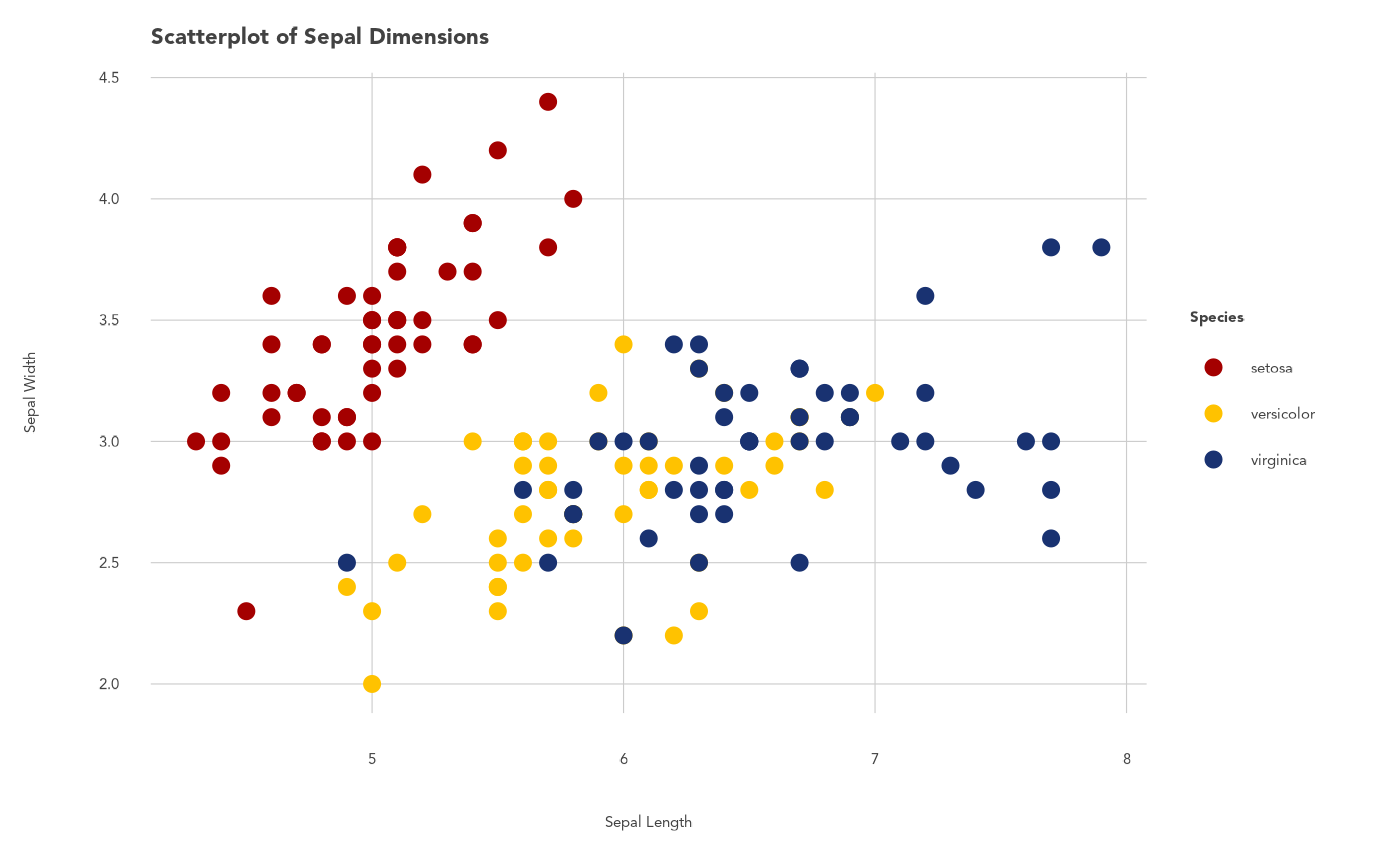 Scatterplot of Sepal Dimensions
4.5
4.0
3.5
3.0
2.5
2.0
Sepal Width
5 6 7 8
Sepal Length
Species
setosa
versicolor
virginica